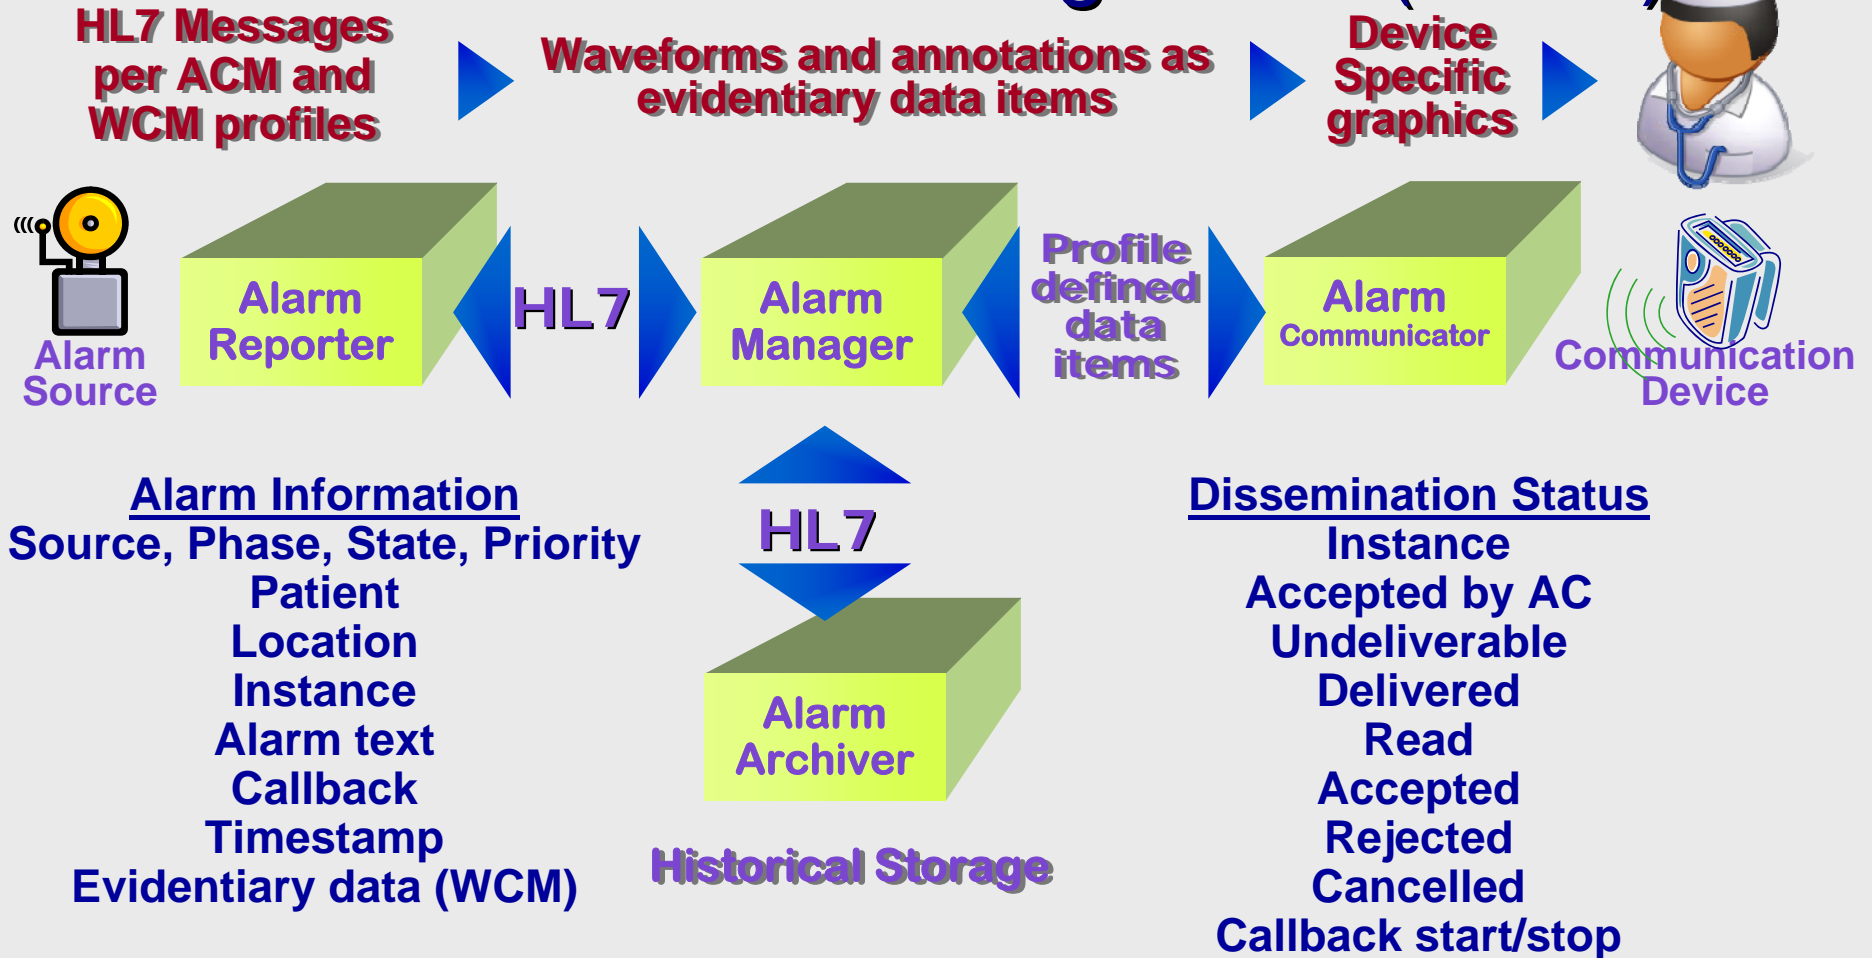 HL7 Messages
per ACM and
WCM profiles
Waveforms and annotations as
evidentiary data items
Device
Specific
graphics
Alarm
Source
Alarm
Reporter
HL7
Alarm
Manager
Profile
defined
data
items
Alarm
Communicator
Communication
Device
Alarm Information
Source, Phase, State, Priority
Patient
Location
Instance
Alarm text
Callback
Timestamp
Evidentiary data (WCM)
HL7
Alarm
Archiver
Historical Storage
Dissemination Status
Instance
Accepted by AC
Undeliverable
Delivered
Read
Accepted
Rejected
Cancelled
Callback start/stop